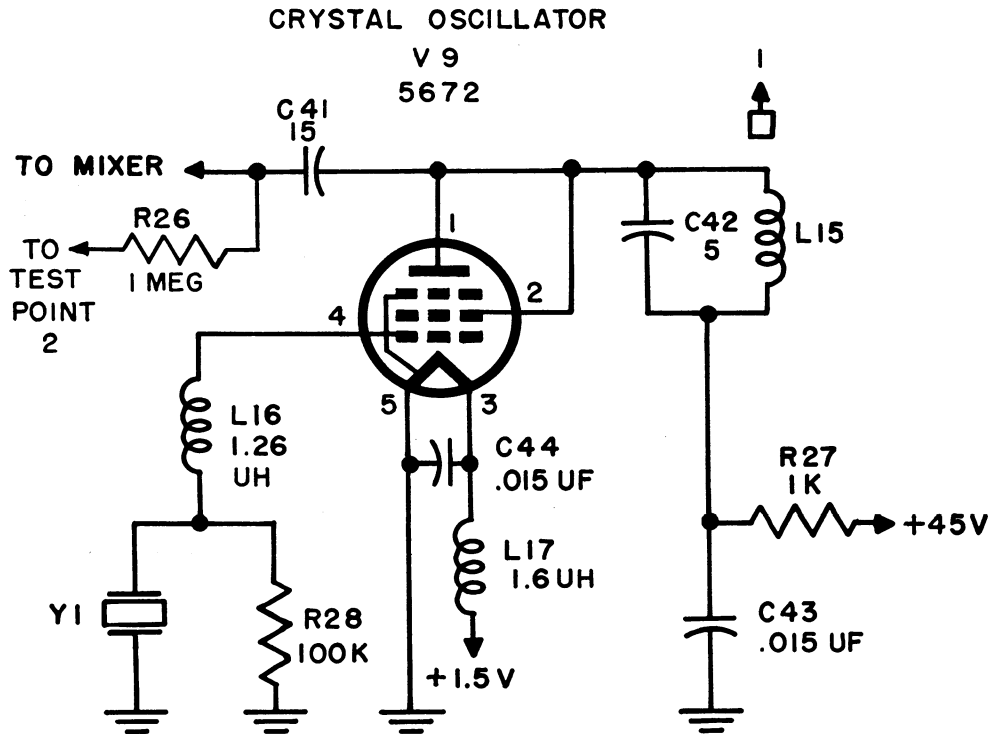 CRYSTAL OSCILLATOR
V 9
5672
1
C41
15
TO MIXER
R26
1 MEG
TO
TEST
POINT
2
1
2
4
5
3
C42
5
L15
L16
1.26
UH
C44
.015 UF
R27
1K
+45V
L17
1.6 UH
+1.5V
Y1
R28
100K
C43
.015 UF